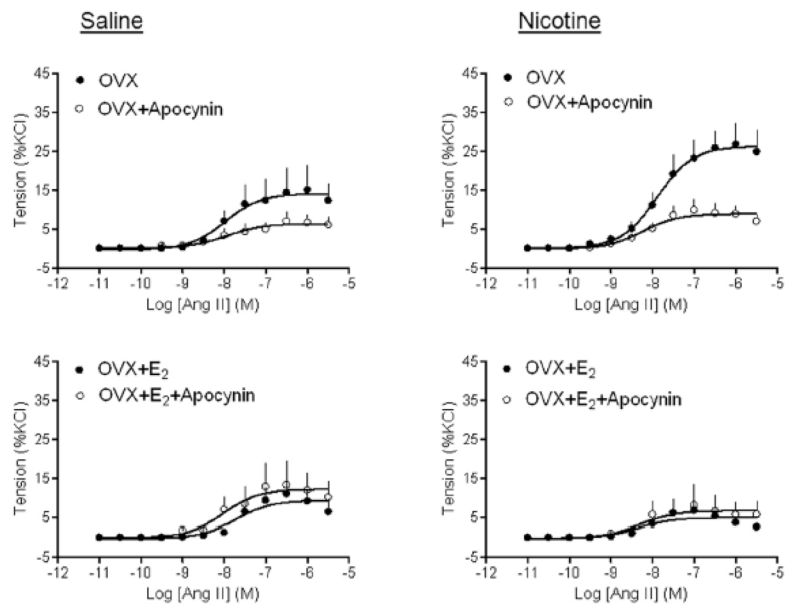 Saline
Nicotine
45
35
25
15
5
-5
Tension (%KCl)
OVX
OVX+Apocynin
-12 -11 -10 -9 -8 -7 -6 -5
Log [Ang II] (M)
45
35
25
15
5
-5
Tension (%KCl)
OVX
OVX+Apocynin
-12 -11 -10 -9 -8 -7 -6 -5
Log [Ang II] (M)
45
35
25
15
5
-5
Tension (%KCl)
OVX+E₂
OVX+E₂+Apocynin
-12 -11 -10 -9 -8 -7 -6 -5
Log [Ang II] (M)
45
35
25
15
5
-5
Tension (%KCl)
OVX+E₂
OVX+E₂+Apocynin
-12 -11 -10 -9 -8 -7 -6 -5
Log [Ang II] (M)